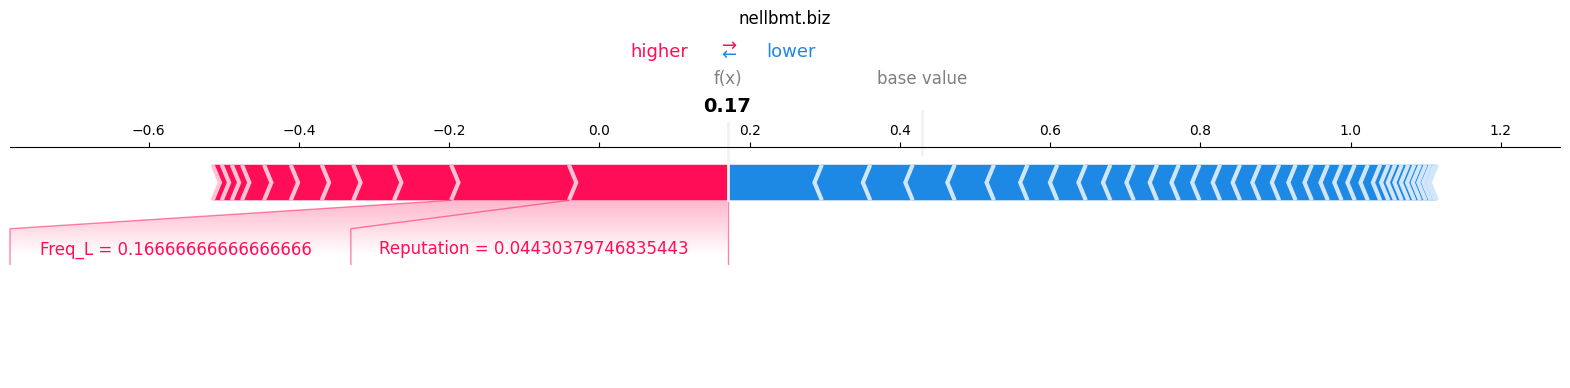 nellbmt.biz
higher ⇄ lower
f(x) base value
0.17
−0.6 −0.4 −0.2 0.0 0.2 0.4 0.6 0.8 1.0 1.2
Freq_L = 0.16666666666666666 Reputation = 0.04430379746835443